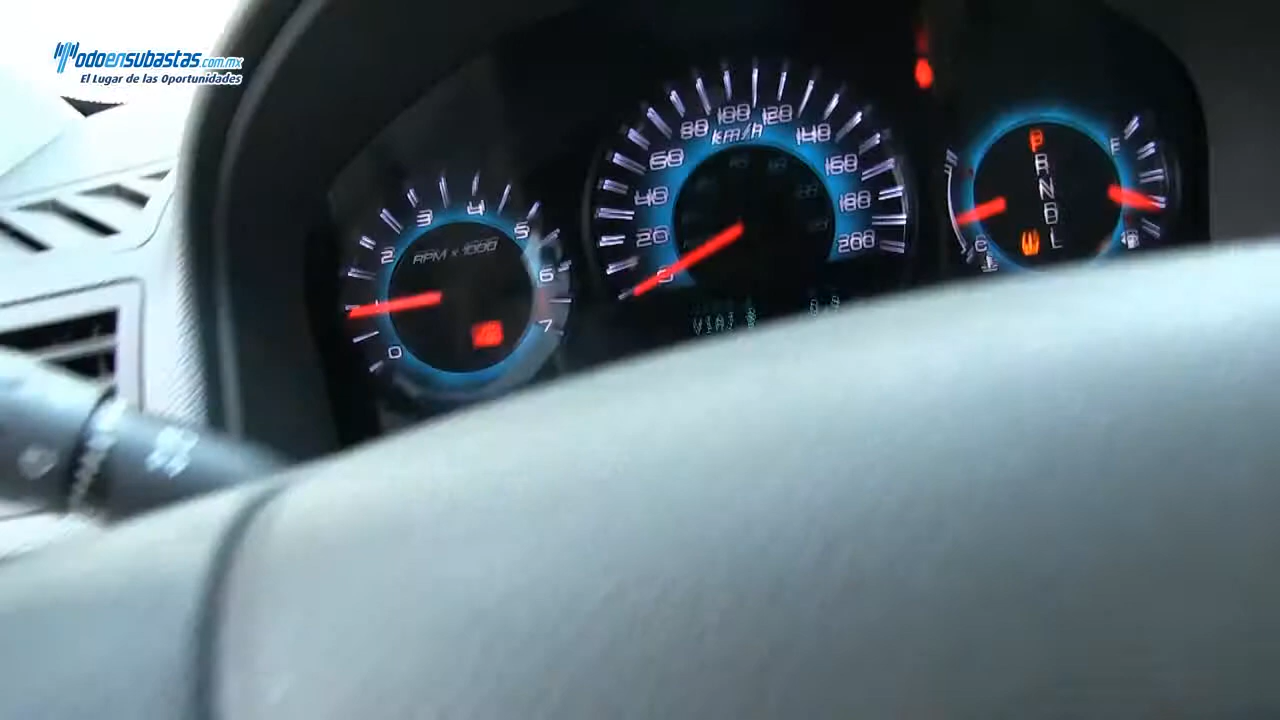 Todoensubastas.com.mx
El Lugar de las Oportunidades
0
1
2
3
4
5
6
7
RPM x 1000
0
20
40
60
80
100
120
140
160
180
200
km/h
VIAJE
P
R
N
D
L
C
F